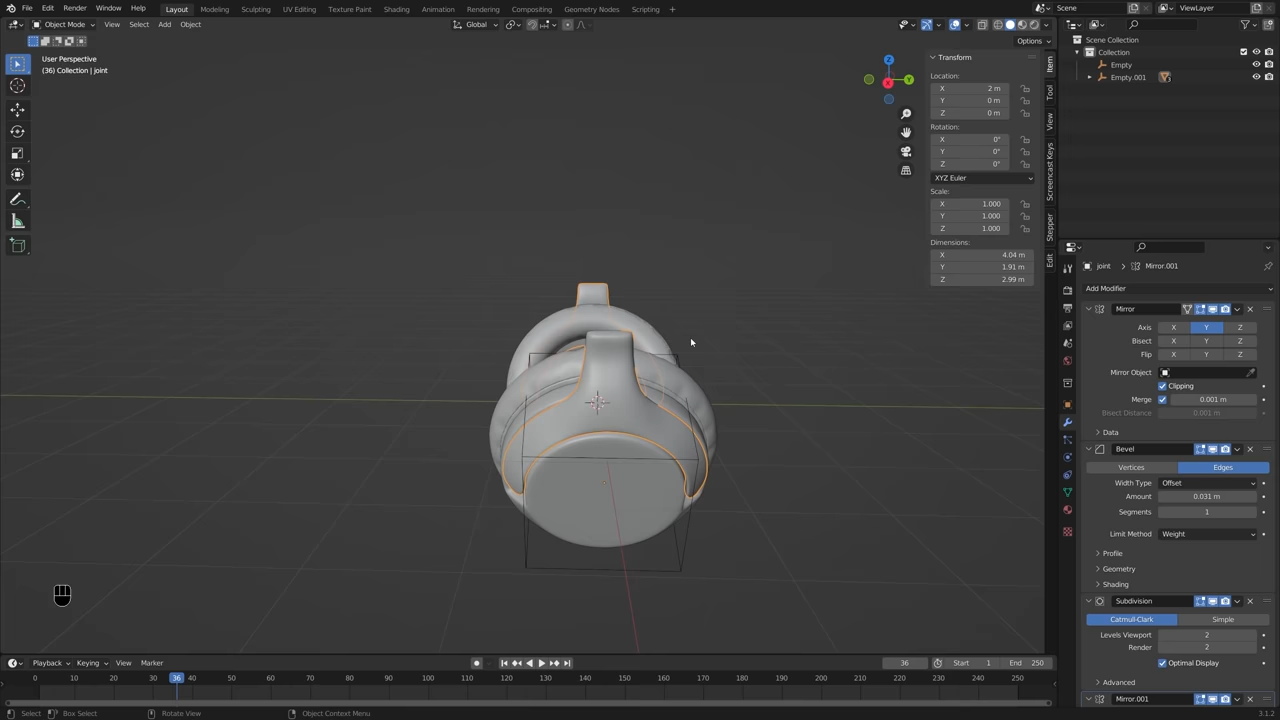 File Edit Render Window Help Layout Modeling Sculpting UV Editing Texture Paint Shading Animation Rendering Compositing Geometry Nodes Scripting + Scene ViewLayer
Object Mode View Select Add Object Global
Options
User Perspective
(36) Collection | joint
Z
Y
X
Transform
Location:
X 2 m
Y 0 m
Z 0 m
Rotation:
X 0°
Y 0°
Z 0°
XYZ Euler
Scale:
X 1.000
Y 1.000
Z 1.000
Dimensions:
X 4.04 m
Y 1.91 m
Z 2.99 m
Item
Tool
View
Screencast Keys
Stepper
Edit
Scene Collection
Collection
Empty
Empty.001
joint > Mirror.001
Add Modifier
Mirror
Axis X Y Z
Bisect X Y Z
Flip X Y Z
Mirror Object
Clipping
Merge 0.001 m
Bisect Distance 0.001 m
Data
Bevel
Vertices Edges
Width Type Offset
Amount 0.031 m
Segments 1
Limit Method Weight
Profile
Geometry
Shading
Subdivision
Catmull-Clark Simple
Levels Viewport 2
Render 2
Optimal Display
Advanced
Mirror.001
Playback Keying View Marker 36 Start 1 End 250
0 10 20 30 36 40 50 60 70 80 90 100 110 120 130 140 150 160 170 180 190 200 210 220 230 240 250
Select Box Select Rotate View Object Context Menu 3.1.2